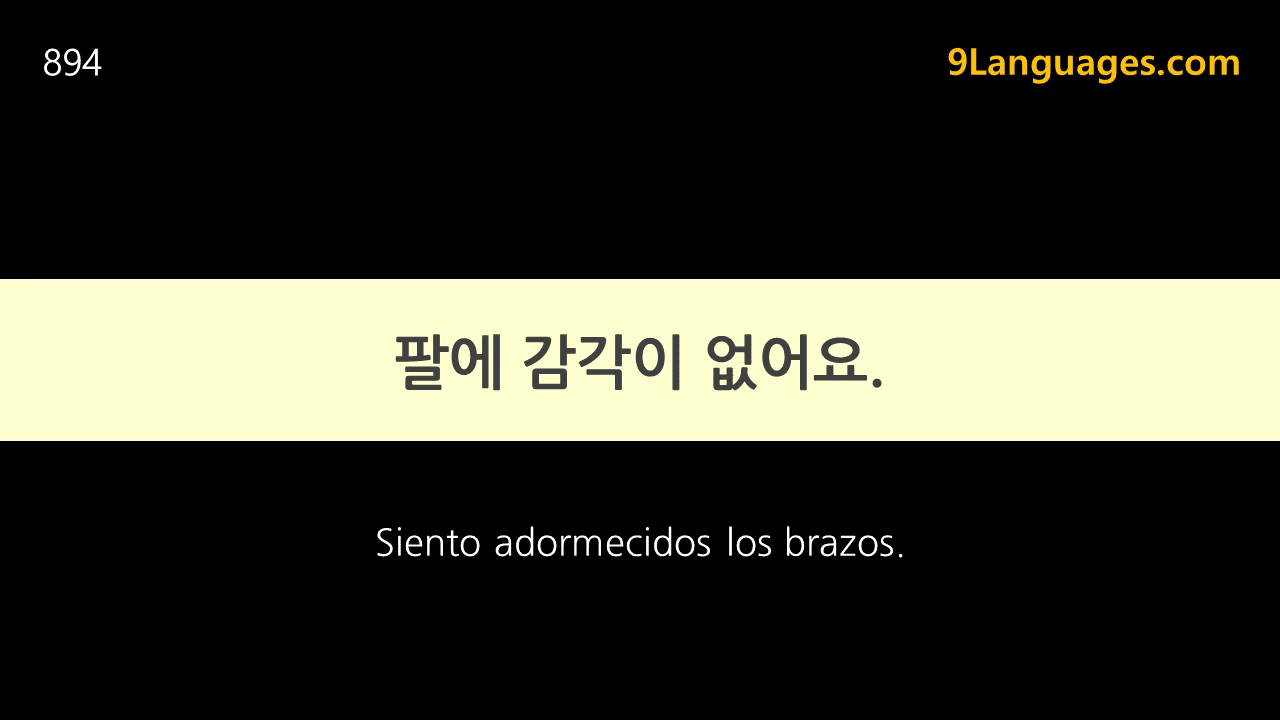 894
9Languages.com
팔에 감각이 없어요.
Siento adormecidos los brazos.